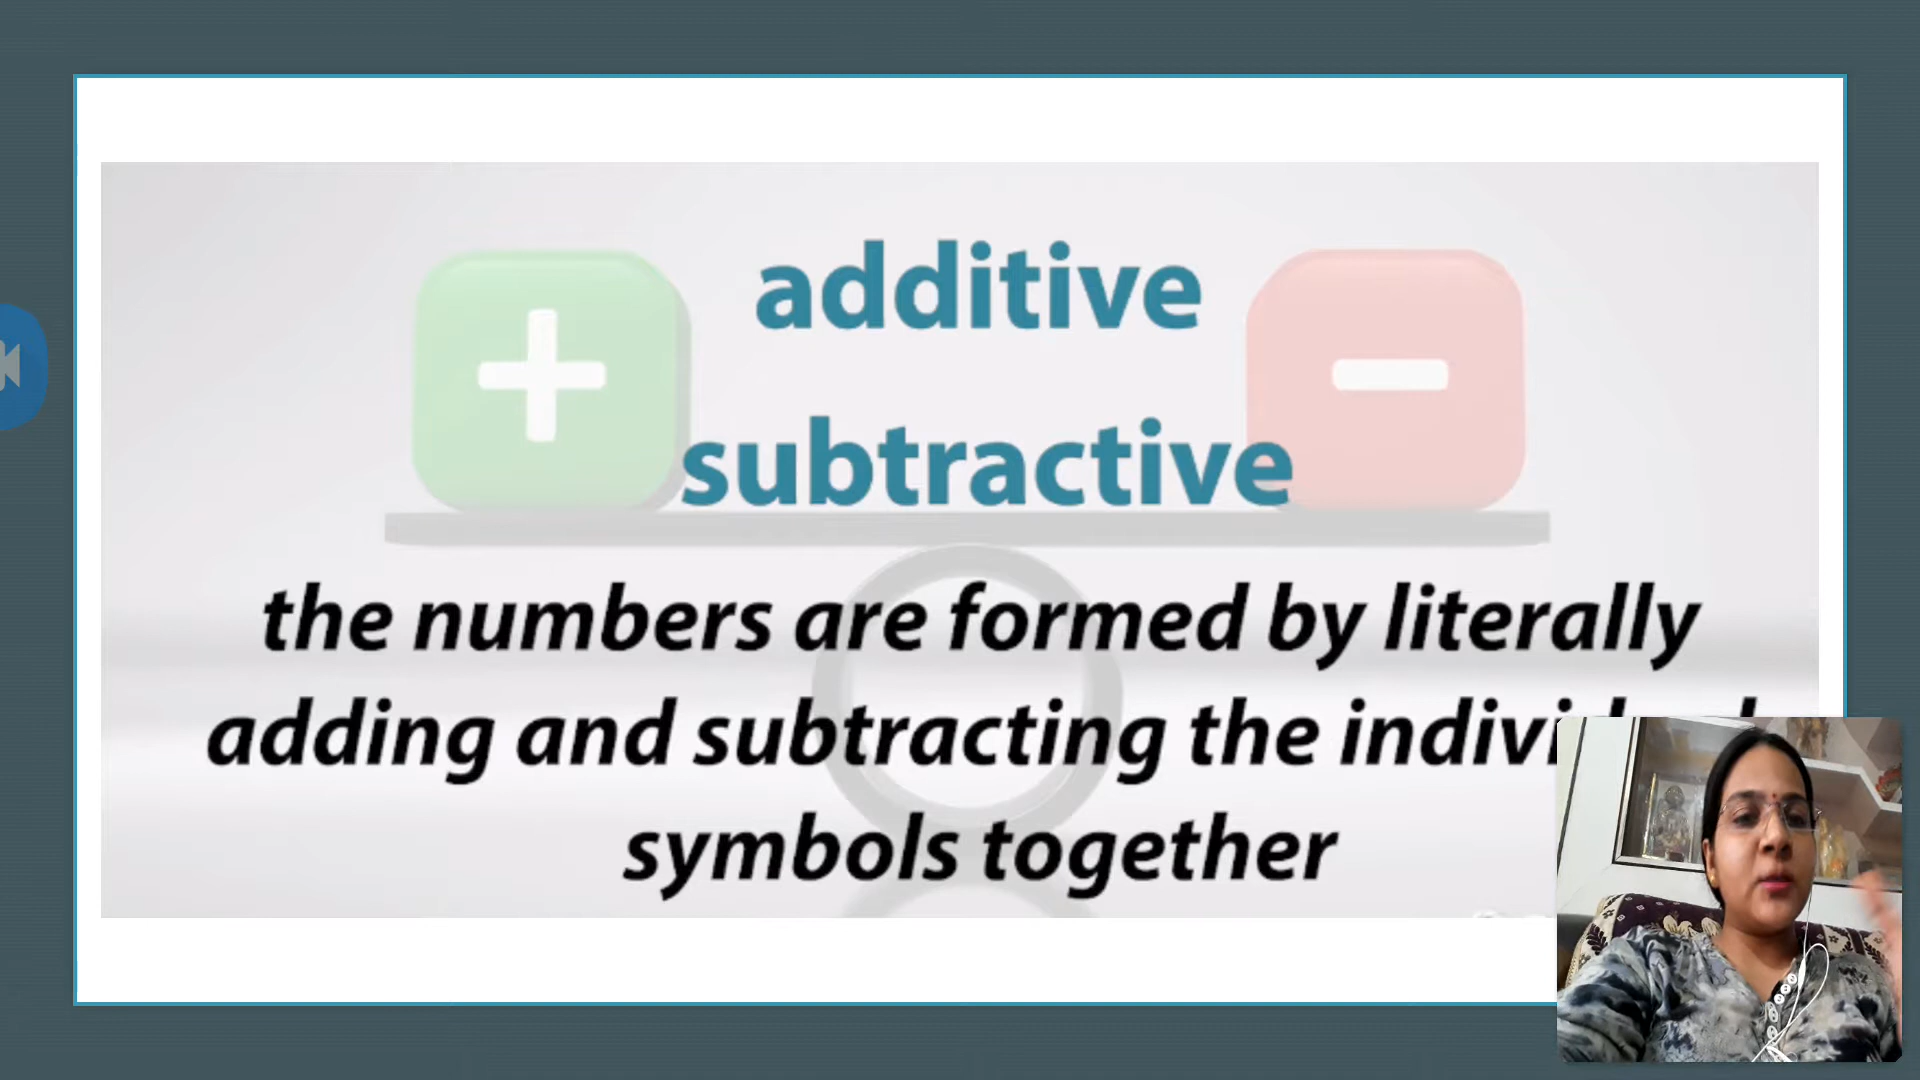 additive
subtractive
the numbers are formed by literally
adding and subtracting the
symbols together